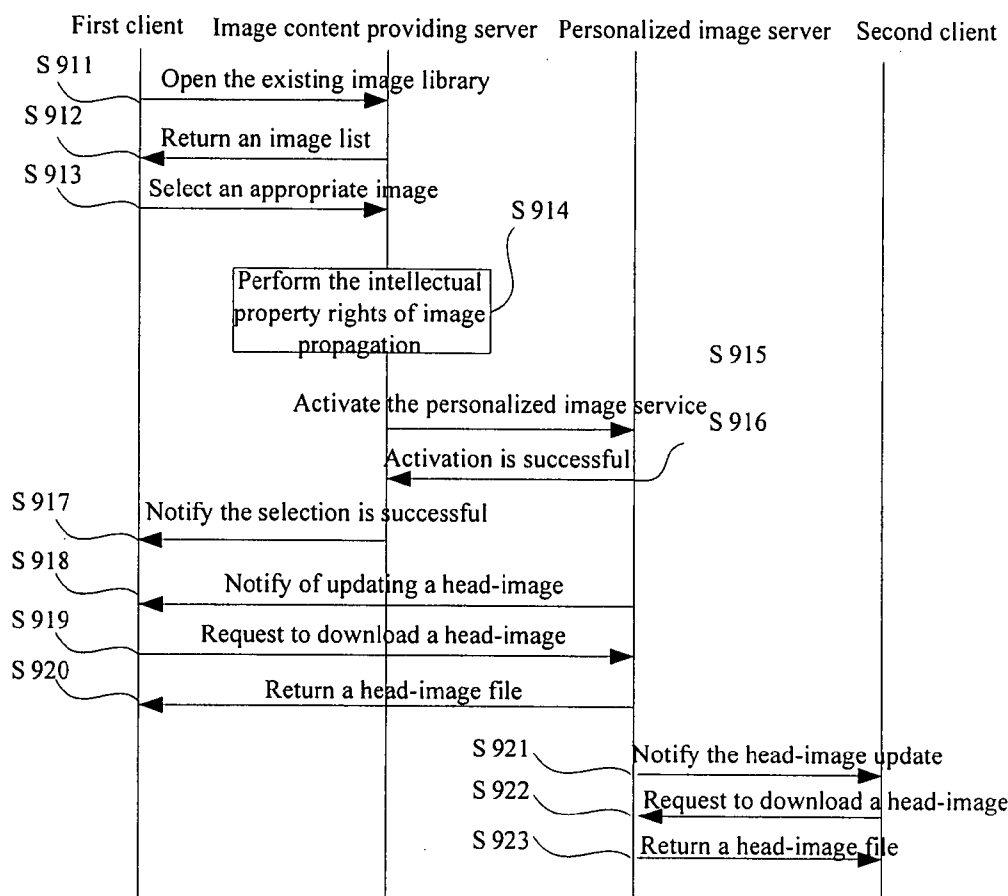 First client Image content providing server Personalized image server Second client
S 911
Open the existing image library
S 912
Return an image list
S 913
Select an appropriate image
S 914
Perform the intellectual
property rights of image
propagation
S 915
Activate the personalized image service
S 916
Activation is successful
S 917
Notify the selection is successful
S 918
Notify of updating a head-image
S 919
Request to download a head-image
S 920
Return a head-image file
S 921
Notify the head-image update
S 922
Request to download a head-image
S 923
Return a head-image file